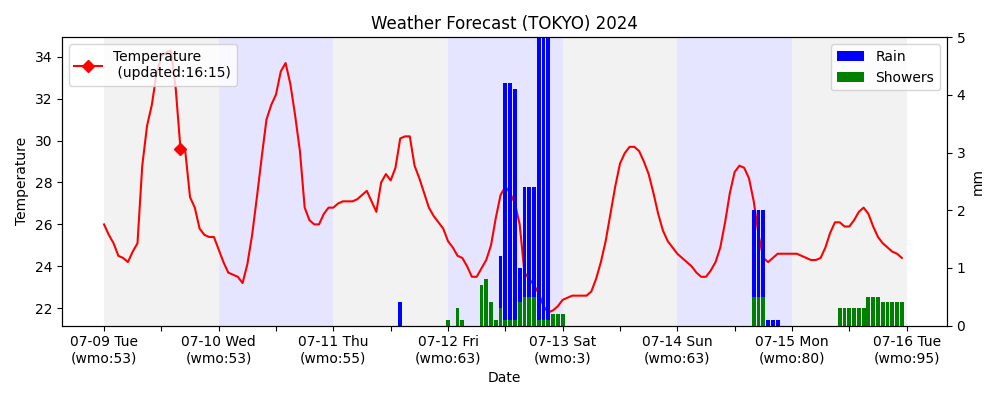 Weather Forecast (TOKYO) 2024
Temperature
(updated:16:15)
Rain
Showers
Temperature
34
32
30
28
26
24
22
5
4
3
2
1
0
mm
07-09 Tue
(wmo:53)
07-10 Wed
(wmo:53)
07-11 Thu
(wmo:55)
07-12 Fri
(wmo:63)
07-13 Sat
(wmo:3)
07-14 Sun
(wmo:63)
07-15 Mon
(wmo:80)
07-16 Tue
(wmo:95)
Date